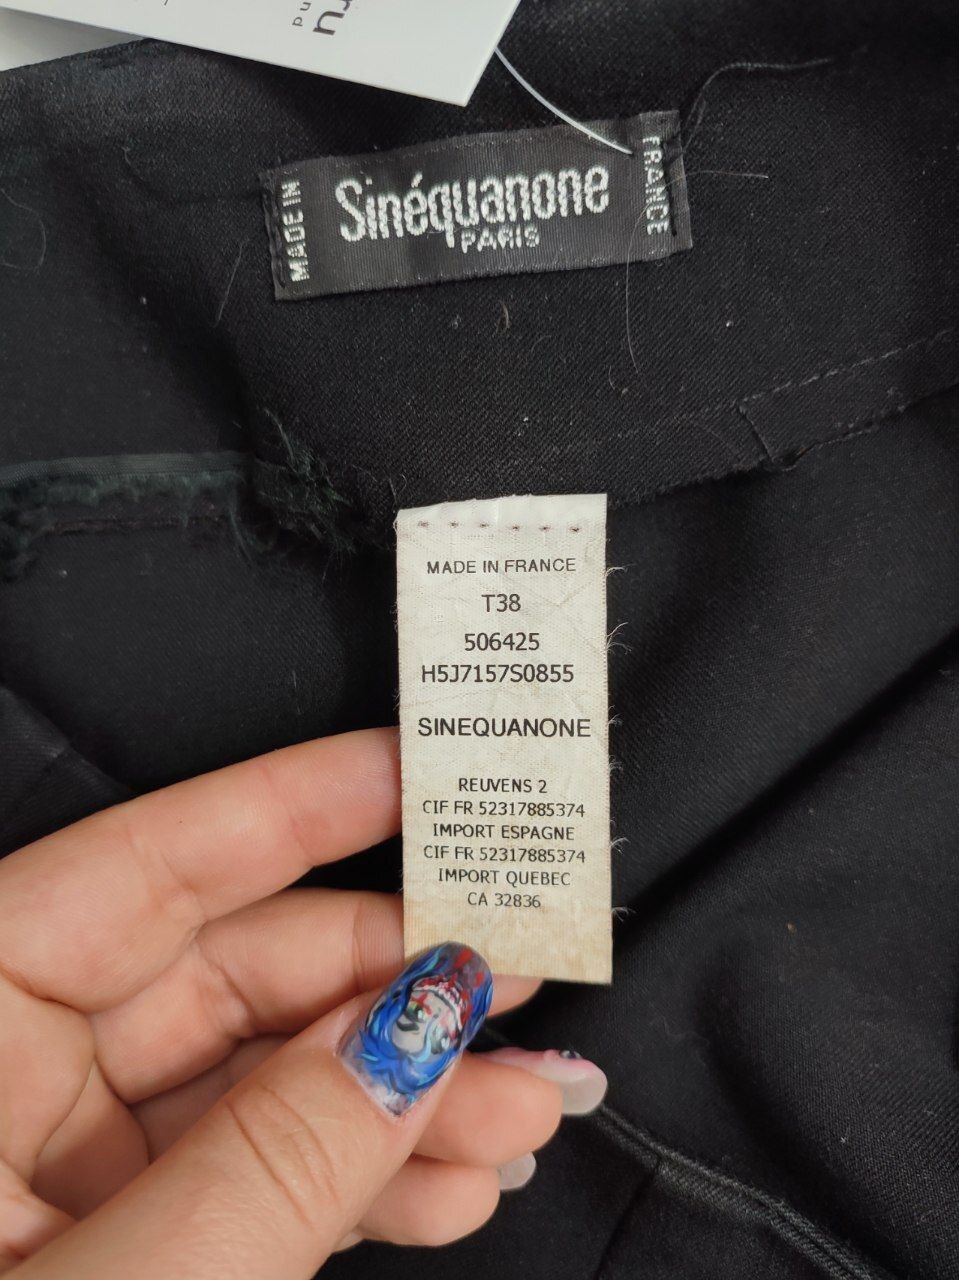 MADE IN
Sinéquanone
PARIS
FRANCE
MADE IN FRANCE
T38
506425
H5J7157S0855
SINEQUANONE
REUVENS 2
CIF FR 52317885374
IMPORT ESPAGNE
CIF FR 52317885374
IMPORT QUEBEC
CA 32836